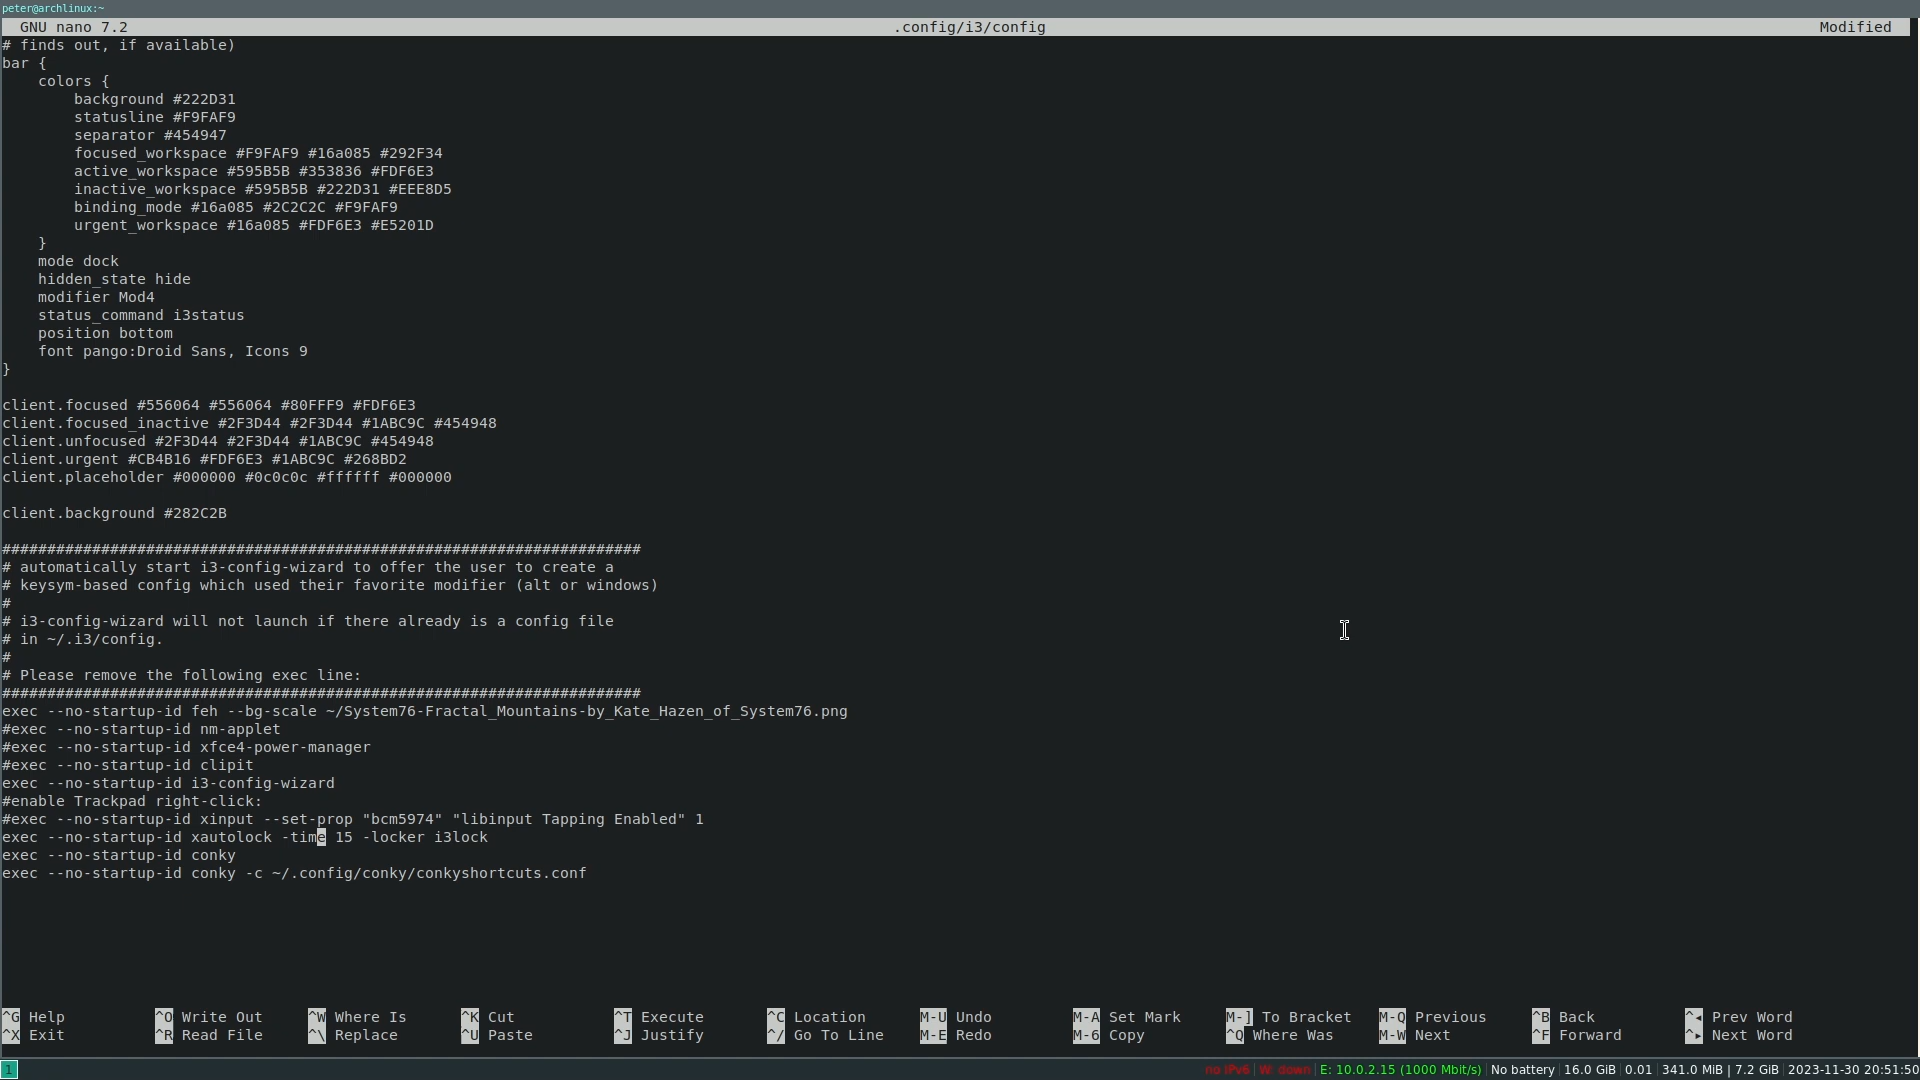 peter@archlinux:~
GNU nano 7.2 .config/i3/config Modified
# finds out, if available)
bar {
    colors {
        background #222D31
        statusline #F9FAF9
        separator #454947
        focused_workspace #F9FAF9 #16a085 #292F34
        active_workspace #595B5B #353836 #FDF6E3
        inactive_workspace #595B5B #222D31 #EEE8D5
        binding_mode #16a085 #2C2C2C #F9FAF9
        urgent_workspace #16a085 #FDF6E3 #E5201D
    }
    mode dock
    hidden_state hide
    modifier Mod4
    status_command i3status
    position bottom
    font pango:Droid Sans, Icons 9
}
client.focused #556064 #556064 #80FFF9 #FDF6E3
client.focused_inactive #2F3D44 #2F3D44 #1ABC9C #454948
client.unfocused #2F3D44 #2F3D44 #1ABC9C #454948
client.urgent #CB4B16 #FDF6E3 #1ABC9C #268BD2
client.placeholder #000000 #0c0c0c #ffffff #000000
client.background #282C2B
#######################################################################
# automatically start i3-config-wizard to offer the user to create a
# keysym-based config which used their favorite modifier (alt or windows)
#
# i3-config-wizard will not launch if there already is a config file
# in ~/.i3/config.
#
# Please remove the following exec line:
#######################################################################
exec --no-startup-id feh --bg-scale ~/System76-Fractal_Mountains-by_Kate_Hazen_of_System76.png
#exec --no-startup-id nm-applet
#exec --no-startup-id xfce4-power-manager
#exec --no-startup-id clipit
exec --no-startup-id i3-config-wizard
#enable Trackpad right-click:
#exec --no-startup-id xinput --set-prop "bcm5974" "libinput Tapping Enabled" 1
exec --no-startup-id xautolock -time 15 -locker i3lock
exec --no-startup-id conky
exec --no-startup-id conky -c ~/.config/conky/conkyshortcuts.conf
^G Help ^O Write Out ^W Where Is ^K Cut ^T Execute ^C Location M-U Undo M-A Set Mark M-] To Bracket M-Q Previous ^B Back ^◂ Prev Word
^X Exit ^R Read File ^\ Replace ^U Paste ^J Justify ^/ Go To Line M-E Redo M-6 Copy ^Q Where Was M-W Next ^F Forward ^▸ Next Word
1 no IPv6 | W: down | E: 10.0.2.15 (1000 Mbit/s) | No battery | 16.0 GiB | 0.01 | 341.0 MiB | 7.2 GiB | 2023-11-30 20:51:50